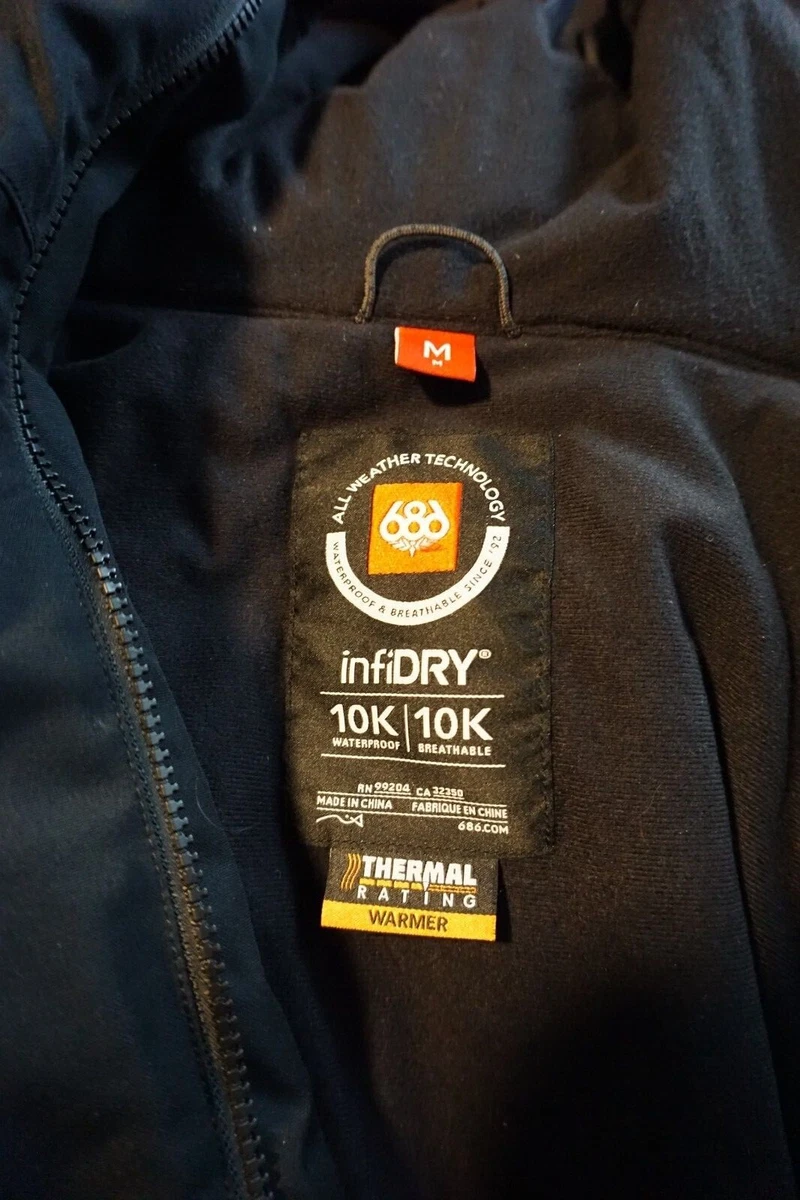 M
M
ALL WEATHER TECHNOLOGY
686
WATERPROOF & BREATHABLE SINCE '92
infiDRY®
10K | 10K
WATERPROOF BREATHABLE
RN 99204 CA 32350
MADE IN CHINA FABRIQUE EN CHINE
686.COM
THERMAL
RATING
WARMER